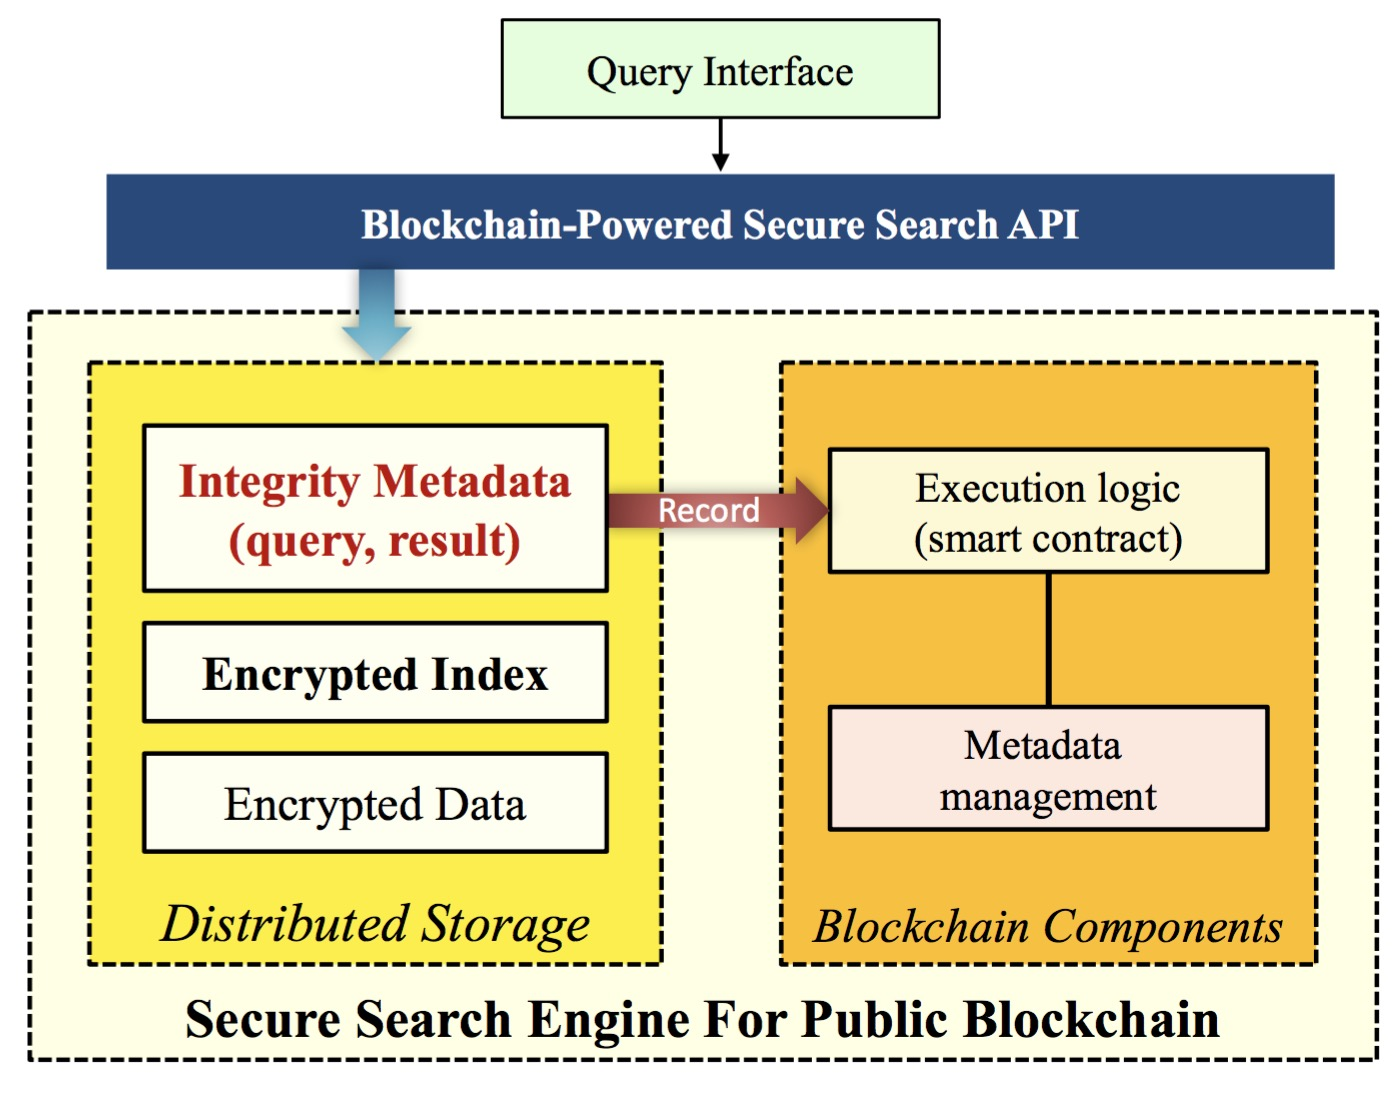 Query Interface
Blockchain-Powered Secure Search API
Integrity Metadata
(query, result)
Record
Execution logic
(smart contract)
Encrypted Index
Metadata
management
Encrypted Data
Distributed Storage
Blockchain Components
Secure Search Engine For Public Blockchain